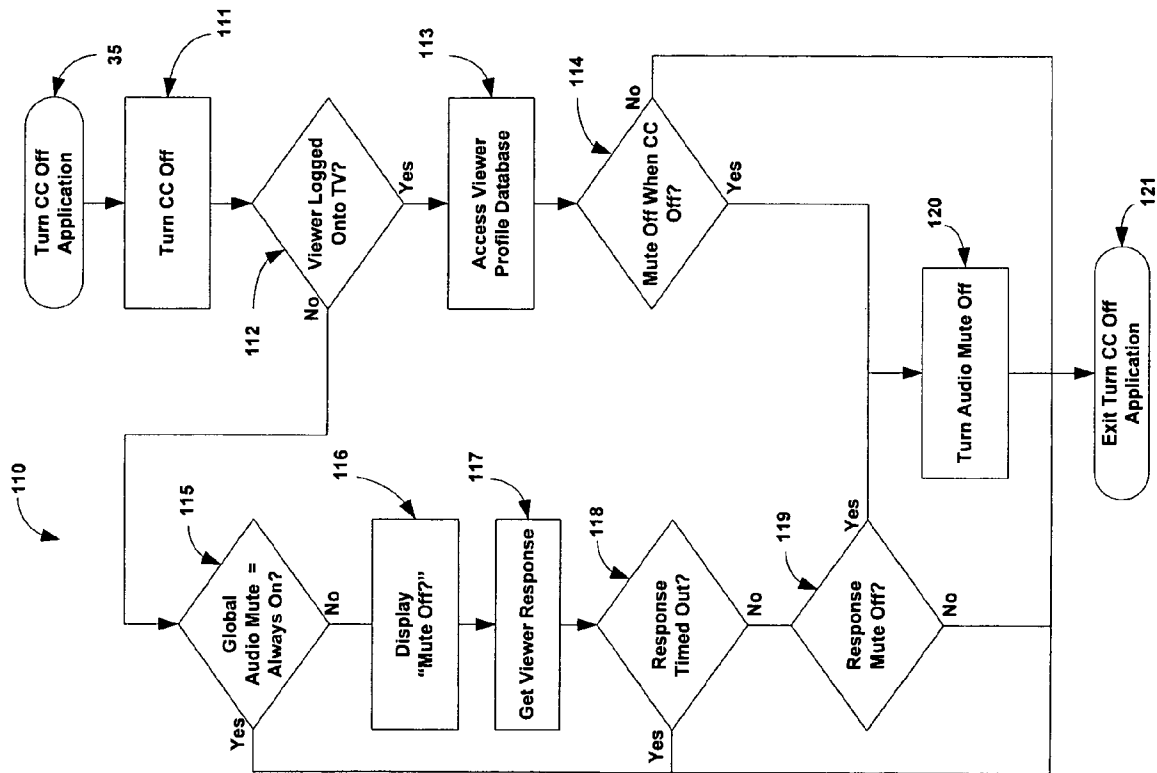 110
Turn CC Off
Application
35
Turn CC Off
111
Viewer Logged
Onto TV?
112
No
Yes
Access Viewer
Profile Database
113
Mute Off When CC
Off?
114
No
Yes
Global
Audio Mute =
Always On?
115
Yes
No
Display
“Mute Off?”
116
Get Viewer Response
117
Response
Timed Out?
118
Yes
No
Response
Mute Off?
119
Yes
No
Turn Audio Mute Off
120
Exit Turn CC Off
Application
121